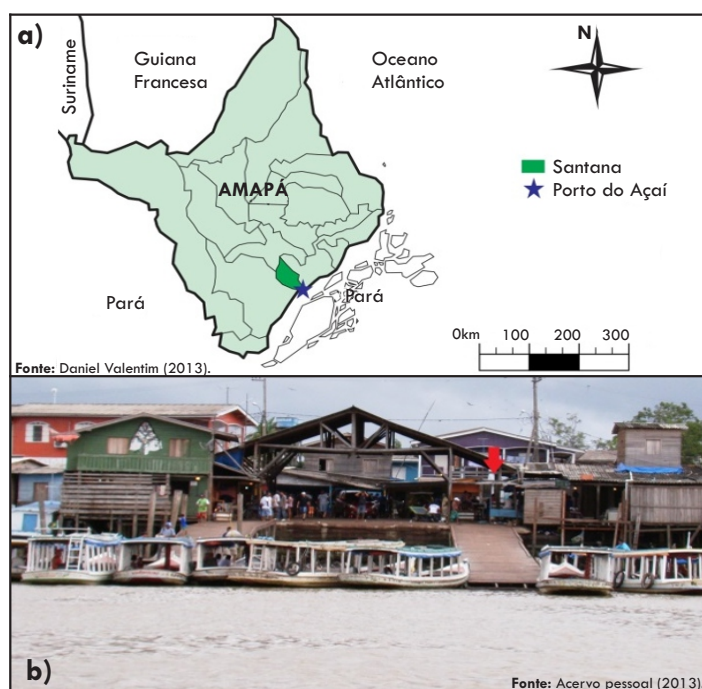 a)
Suriname
Guiana
Francesa
Oceano
Atlântico
N
AMAPÁ
Santana
Porto do Açaí
Pará
Pará
0km 100 200 300
Fonte: Daniel Valentim (2013).
b)
Fonte: Acervo pessoal (2013).